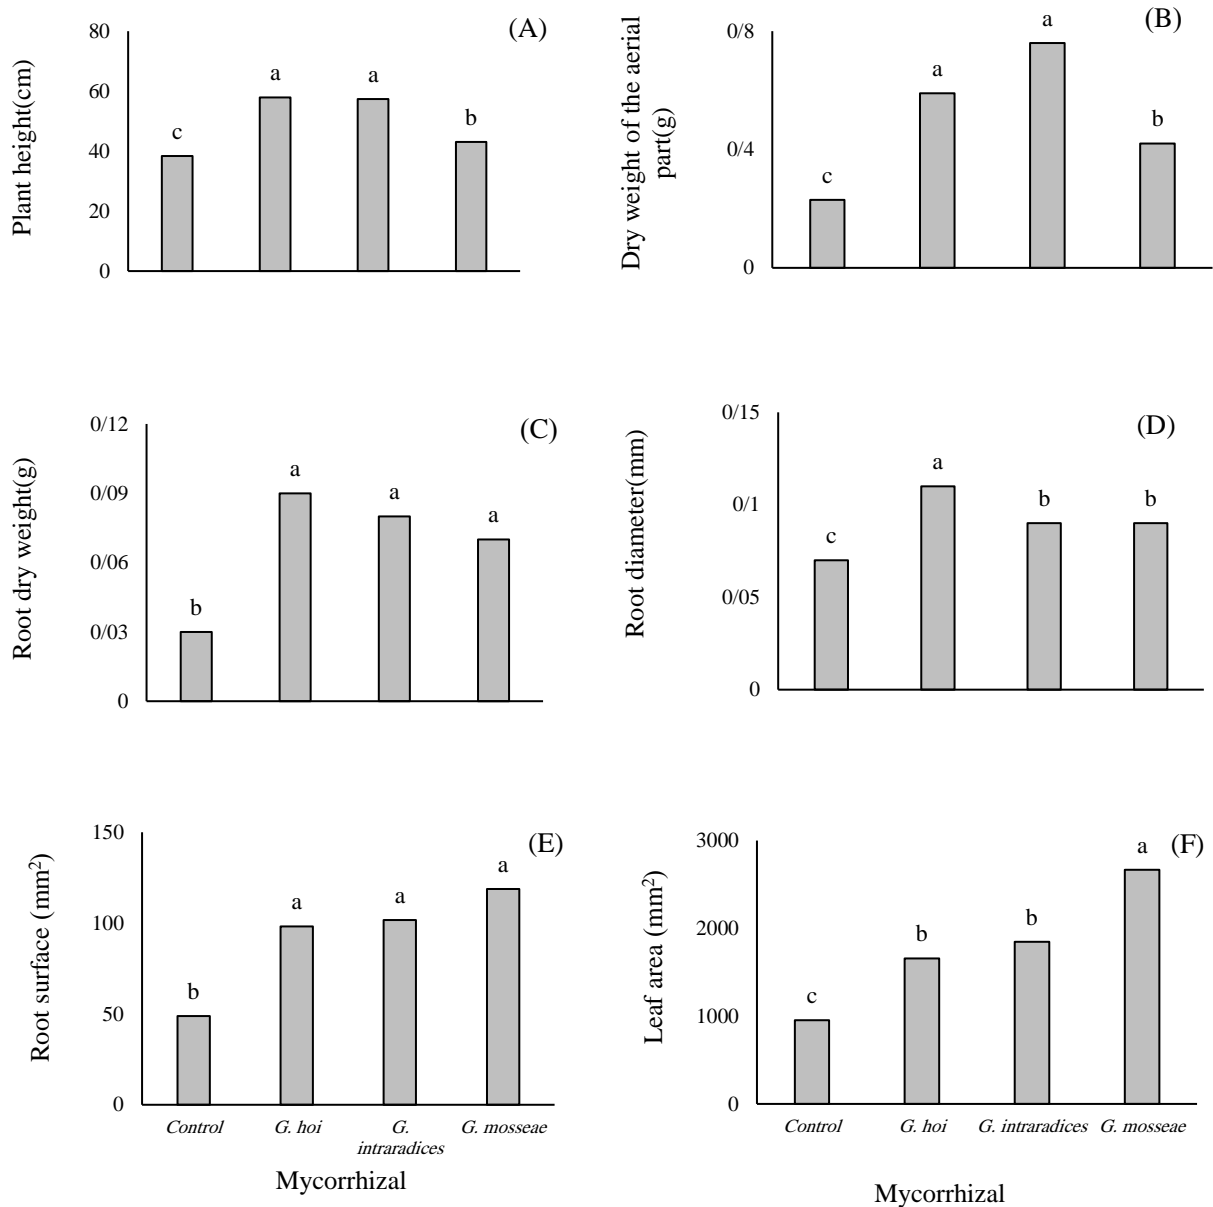 (A)
Plant height(cm)
80
60
40
20
0
c
a
a
b
(B)
Dry weight of the aerial
part(g)
0/8
0/4
0
c
a
a
b
(C)
Root dry weight(g)
0/12
0/09
0/06
0/03
0
b
a
a
a
(D)
Root diameter(mm)
0/15
0/1
0/05
0
c
a
b
b
(E)
Root surface (mm²)
150
100
50
0
b
a
a
a
Control
G. hoi
G.
intraradices
G. mosseae
Mycorrhizal
(F)
Leaf area (mm²)
3000
2000
1000
0
c
b
b
a
Control
G. hoi
G. intraradices
G. mosseae
Mycorrhizal